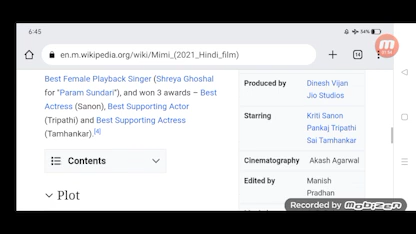 6:45
34%
en.m.wikipedia.org/wiki/Mimi_(2021_Hindi_film)
14
Best Female Playback Singer (Shreya Ghoshal
for "Param Sundari"), and won 3 awards – Best
Actress (Sanon), Best Supporting Actor
(Tripathi) and Best Supporting Actress
(Tamhankar).[4]
Contents
Plot
Produced by Dinesh Vijan
Jio Studios
Starring Kriti Sanon
Pankaj Tripathi
Sai Tamhankar
Cinematography Akash Agarwal
Edited by Manish
Pradhan
Recorded by Mobizen